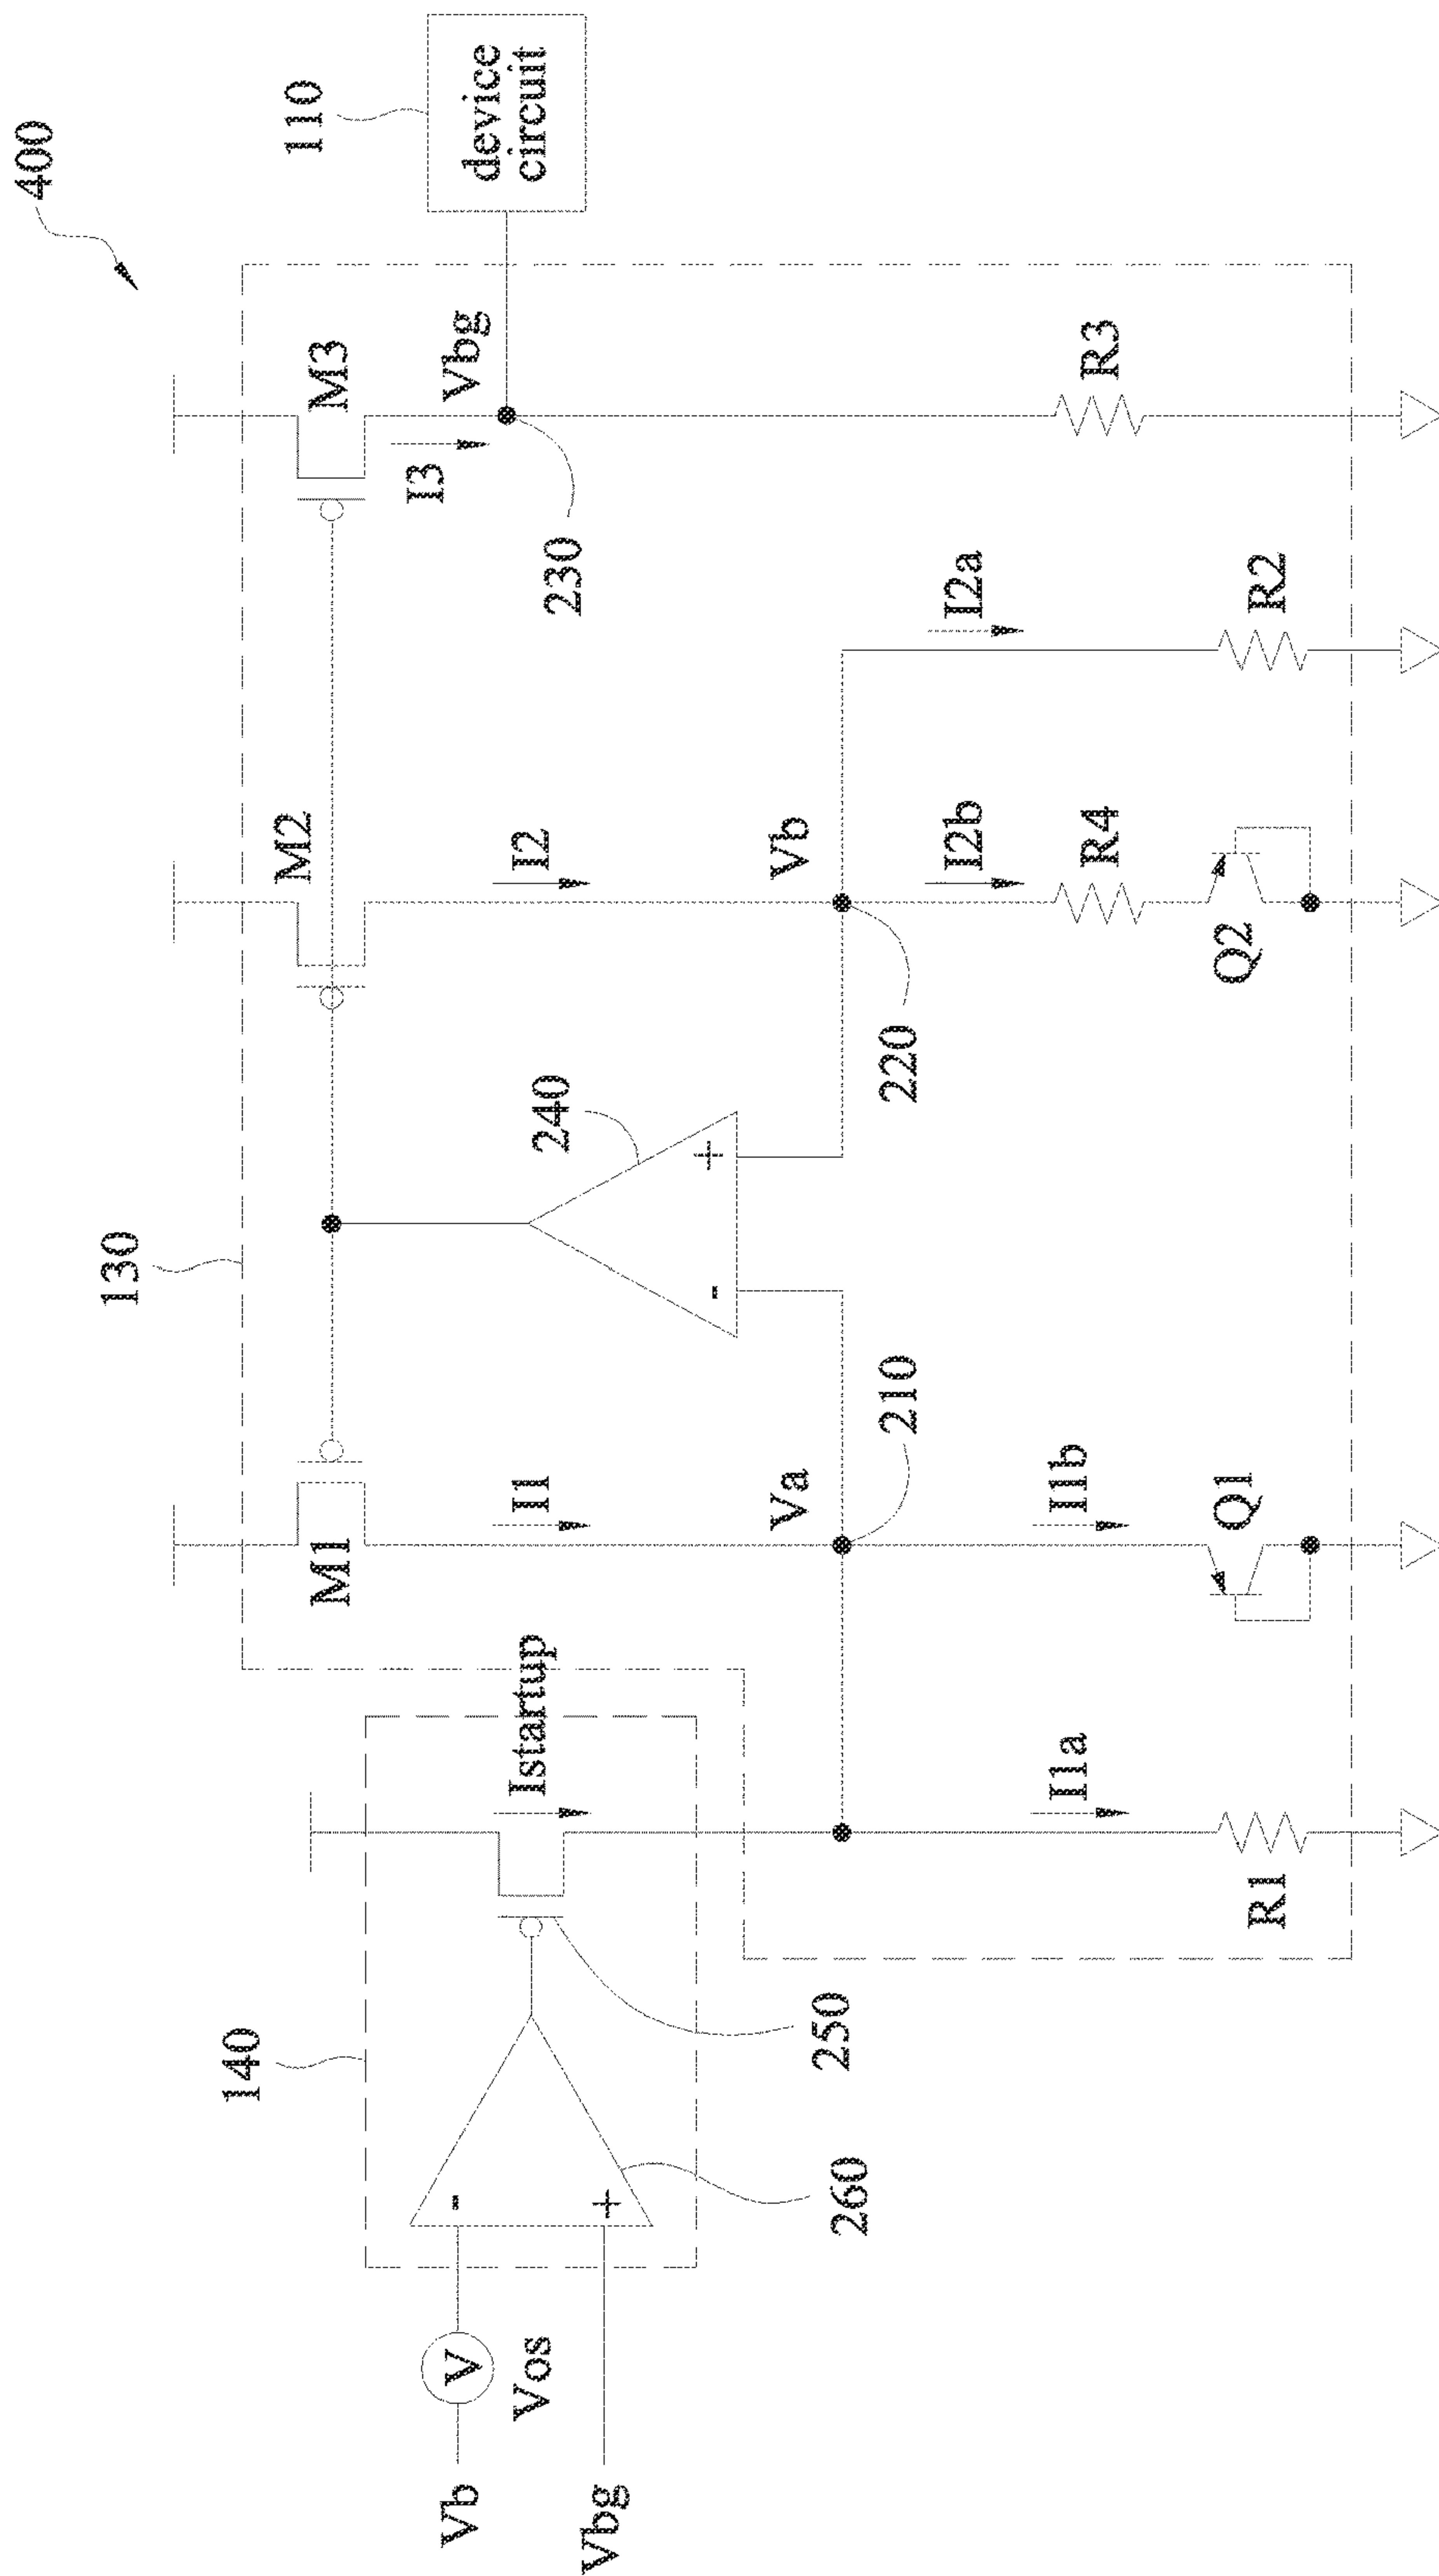 400
130
M1
M2
M3
110
device
circuit
140
Istartup
I1
I2
I3
Vbg
230
240
Vb
V
Vos
Vbg
-
+
260
250
-
+
Va
210
Vb
220
I1a
I1b
I2b
I2a
R1
Q1
Q2
R4
R2
R3